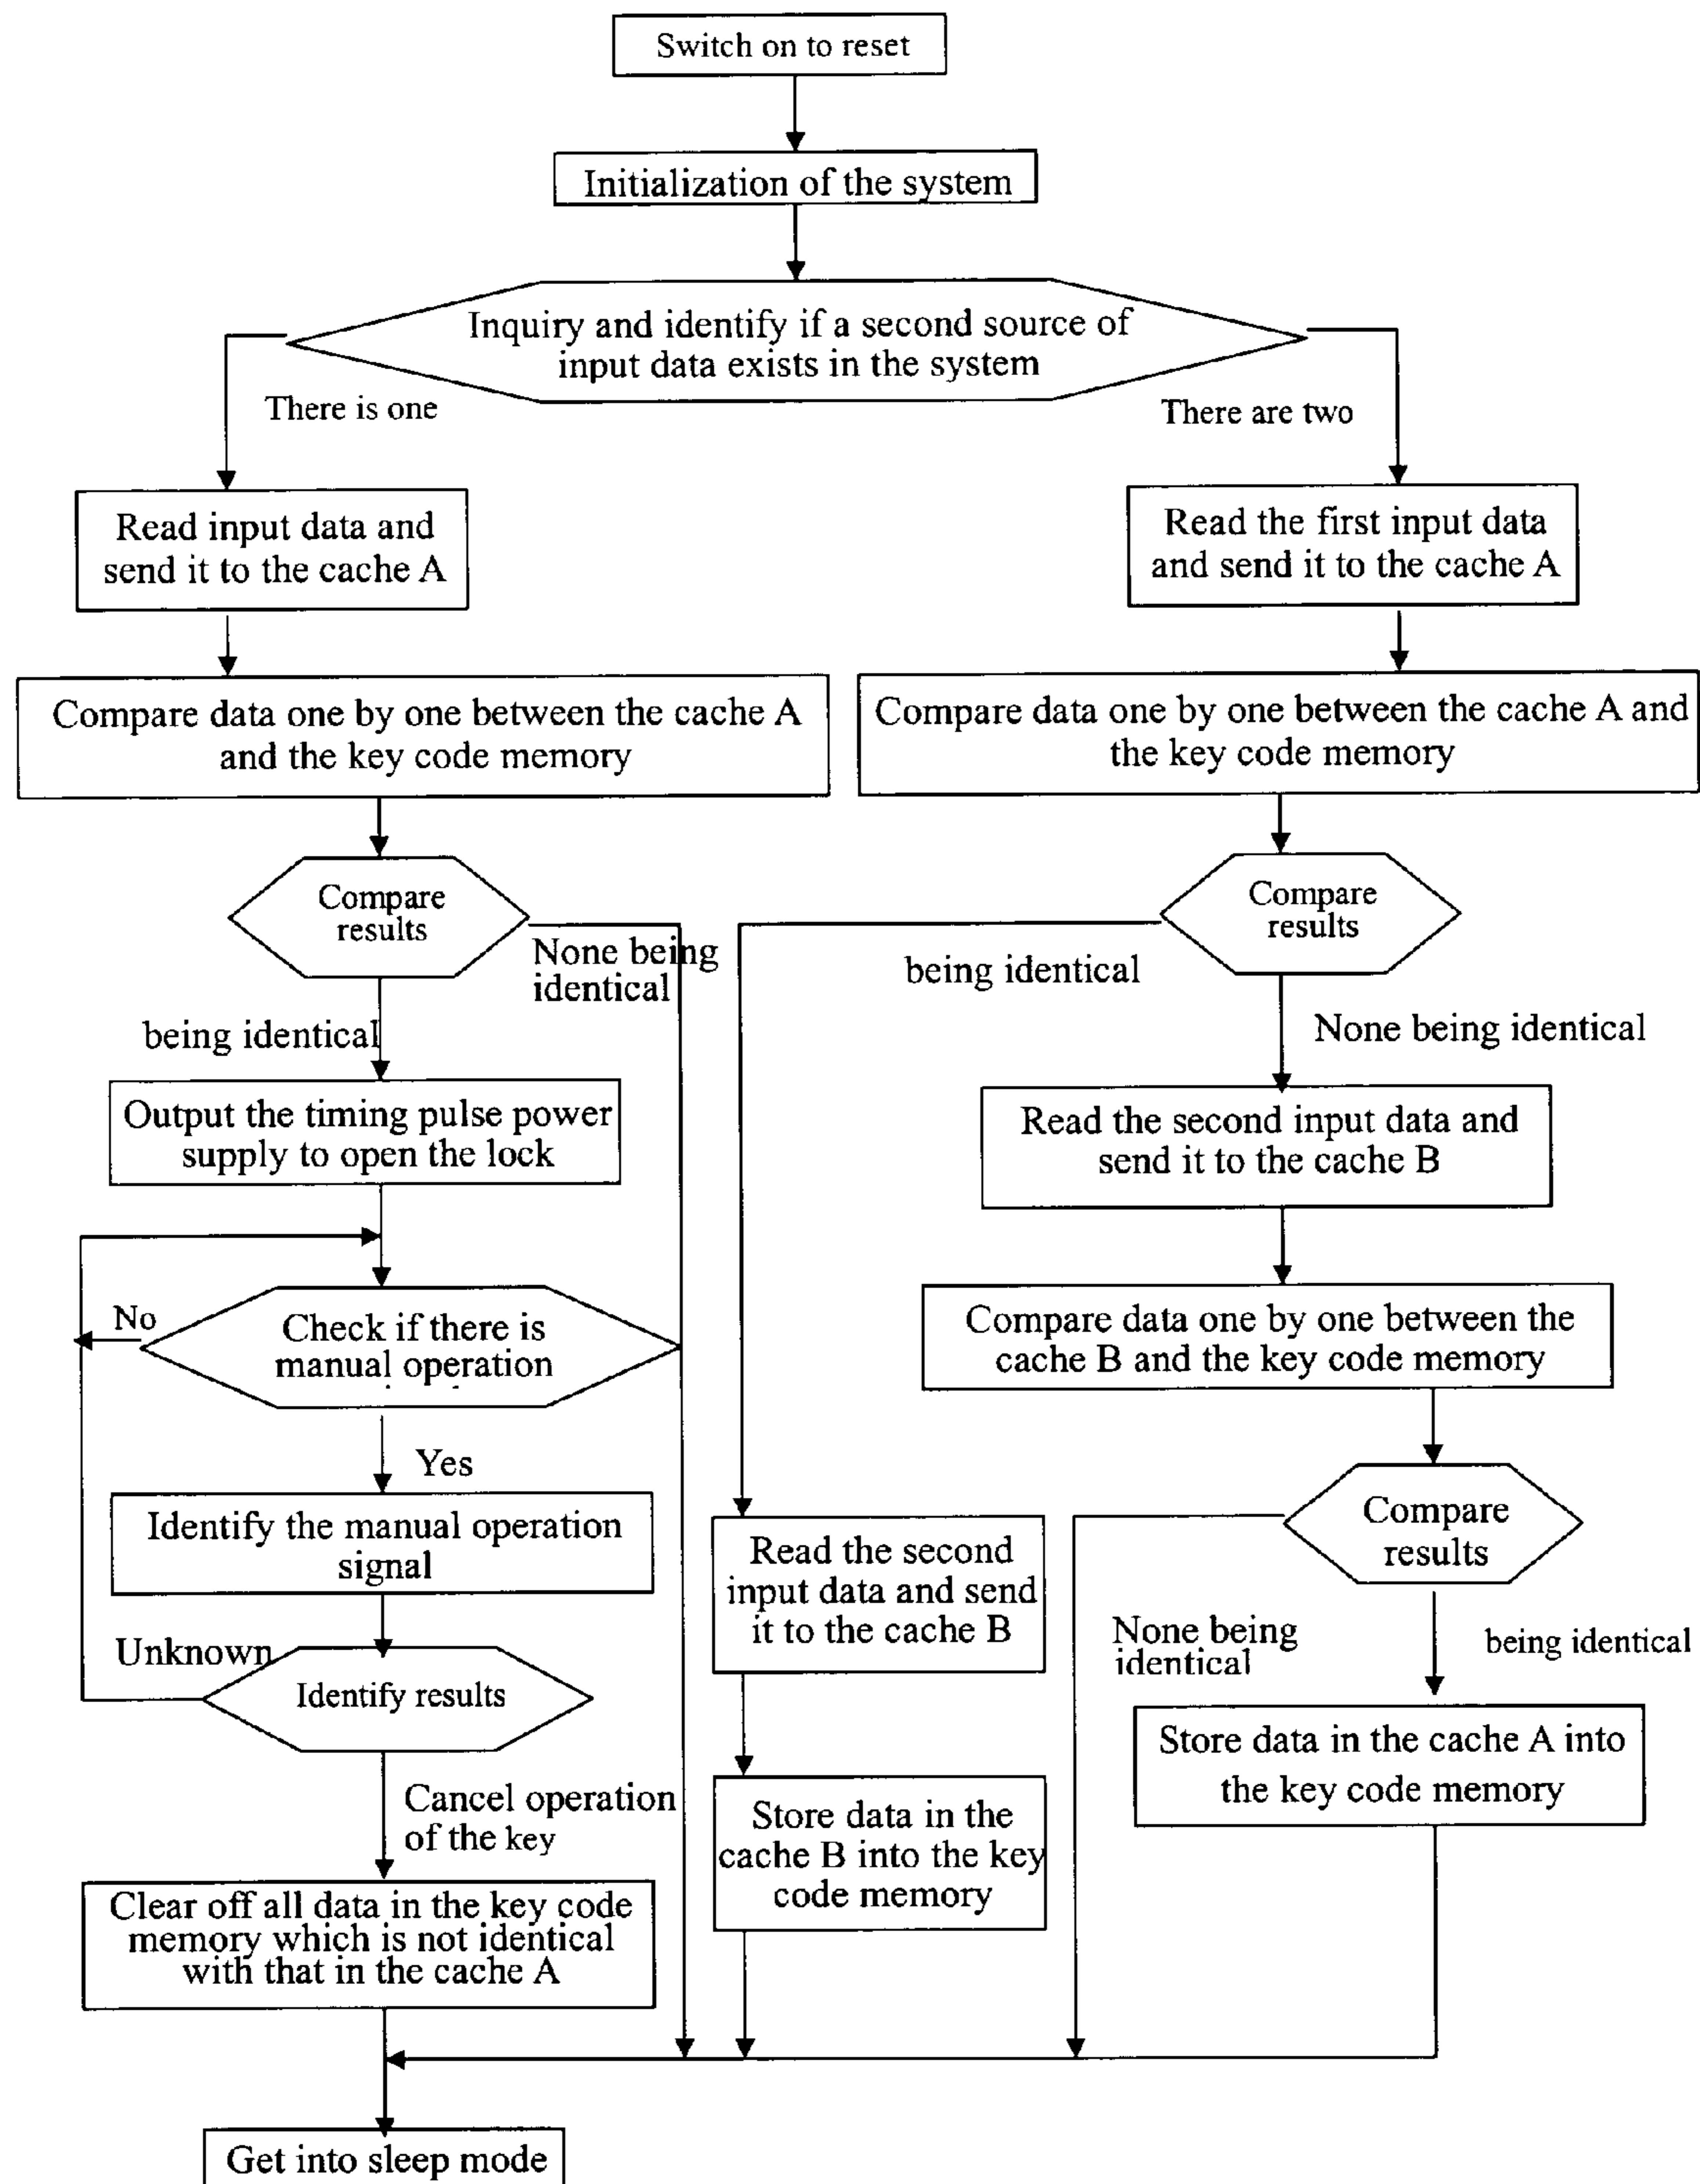 Switch on to reset
Initialization of the system
Inquiry and identify if a second source of
input data exists in the system
There is one
There are two
Read input data and
send it to the cache A
Read the first input data
and send it to the cache A
Compare data one by one between the cache A
and the key code memory
Compare data one by one between the cache A and
the key code memory
Compare
results
None being
identical
being identical
Compare
results
being identical
None being identical
Output the timing pulse power
supply to open the lock
Read the second input data and
send it to the cache B
No
Check if there is
manual operation
Compare data one by one between the
cache B and the key code memory
Yes
Identify the manual operation
signal
Read the second
input data and send
it to the cache B
Compare
results
None being
identical
being identical
Unknown
Identify results
Store data in the cache A into
the key code memory
Cancel operation
of the key
Store data in the
cache B into the key
code memory
Clear off all data in the key code
memory which is not identical
with that in the cache A
Get into sleep mode